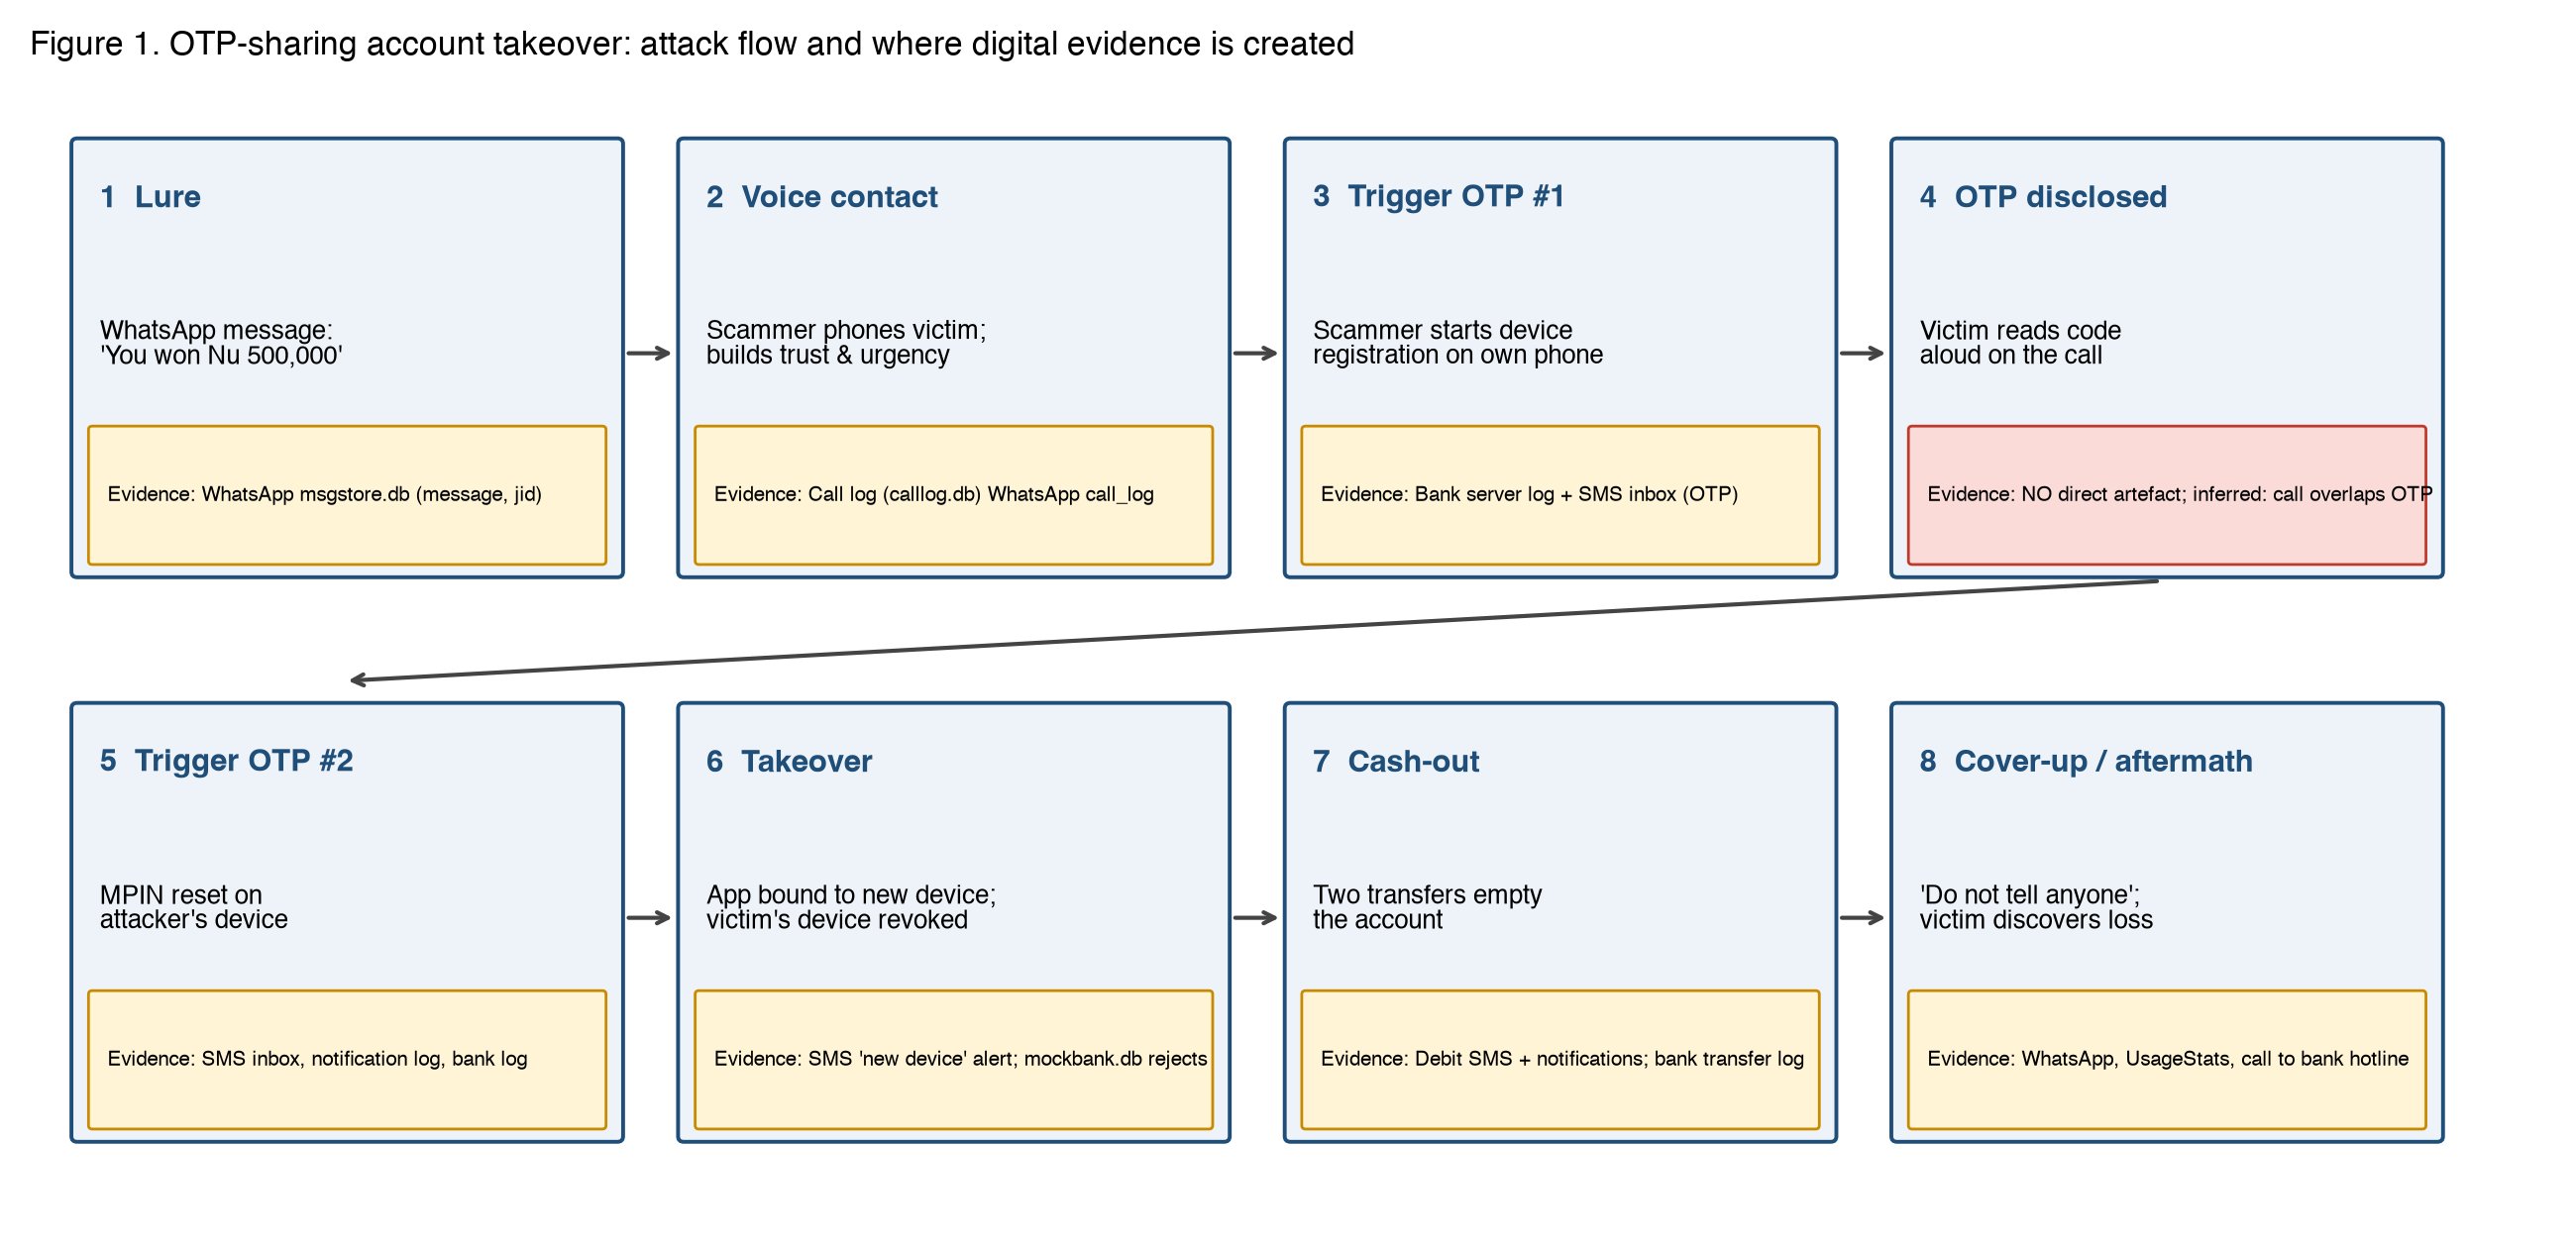 Figure 1. OTP-sharing account takeover: attack flow and where digital evidence is created
1 Lure
WhatsApp message:
'You won Nu 500,000'
Evidence: WhatsApp msgstore.db (message, jid)
2 Voice contact
Scammer phones victim;
builds trust & urgency
Evidence: Call log (calllog.db) WhatsApp call_log
3 Trigger OTP #1
Scammer starts device
registration on own phone
Evidence: Bank server log + SMS inbox (OTP)
4 OTP disclosed
Victim reads code
aloud on the call
Evidence: NO direct artefact; inferred: call overlaps OTP
5 Trigger OTP #2
MPIN reset on
attacker's device
Evidence: SMS inbox, notification log, bank log
6 Takeover
App bound to new device;
victim's device revoked
Evidence: SMS 'new device' alert; mockbank.db rejects
7 Cash-out
Two transfers empty
the account
Evidence: Debit SMS + notifications; bank transfer log
8 Cover-up / aftermath
'Do not tell anyone';
victim discovers loss
Evidence: WhatsApp, UsageStats, call to bank hotline